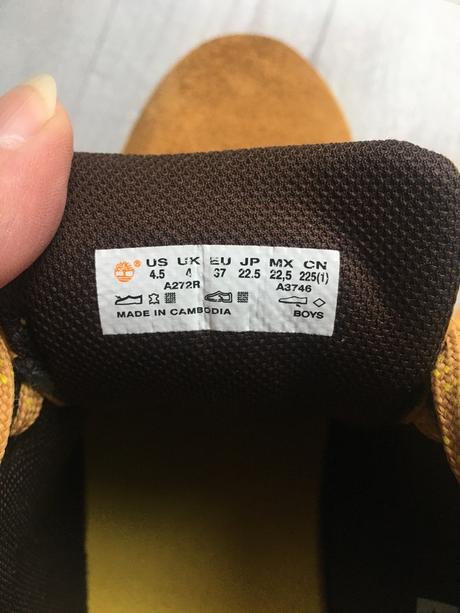 ® US UK EU JP MX CN
4.5 4 37 22.5 22,5 225(1)
A272R A3746
MADE IN CAMBODIA BOYS